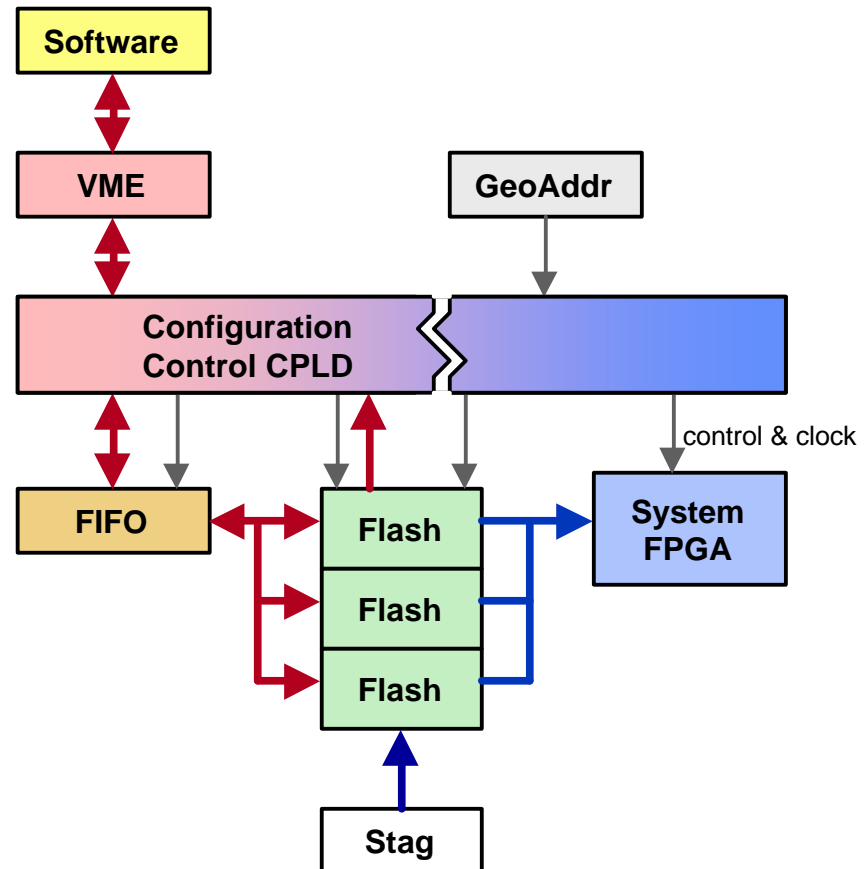 Software
VME
GeoAddr
Configuration
Control CPLD
control & clock
FIFO
Flash
System
FPGA
Flash
Flash
Stag